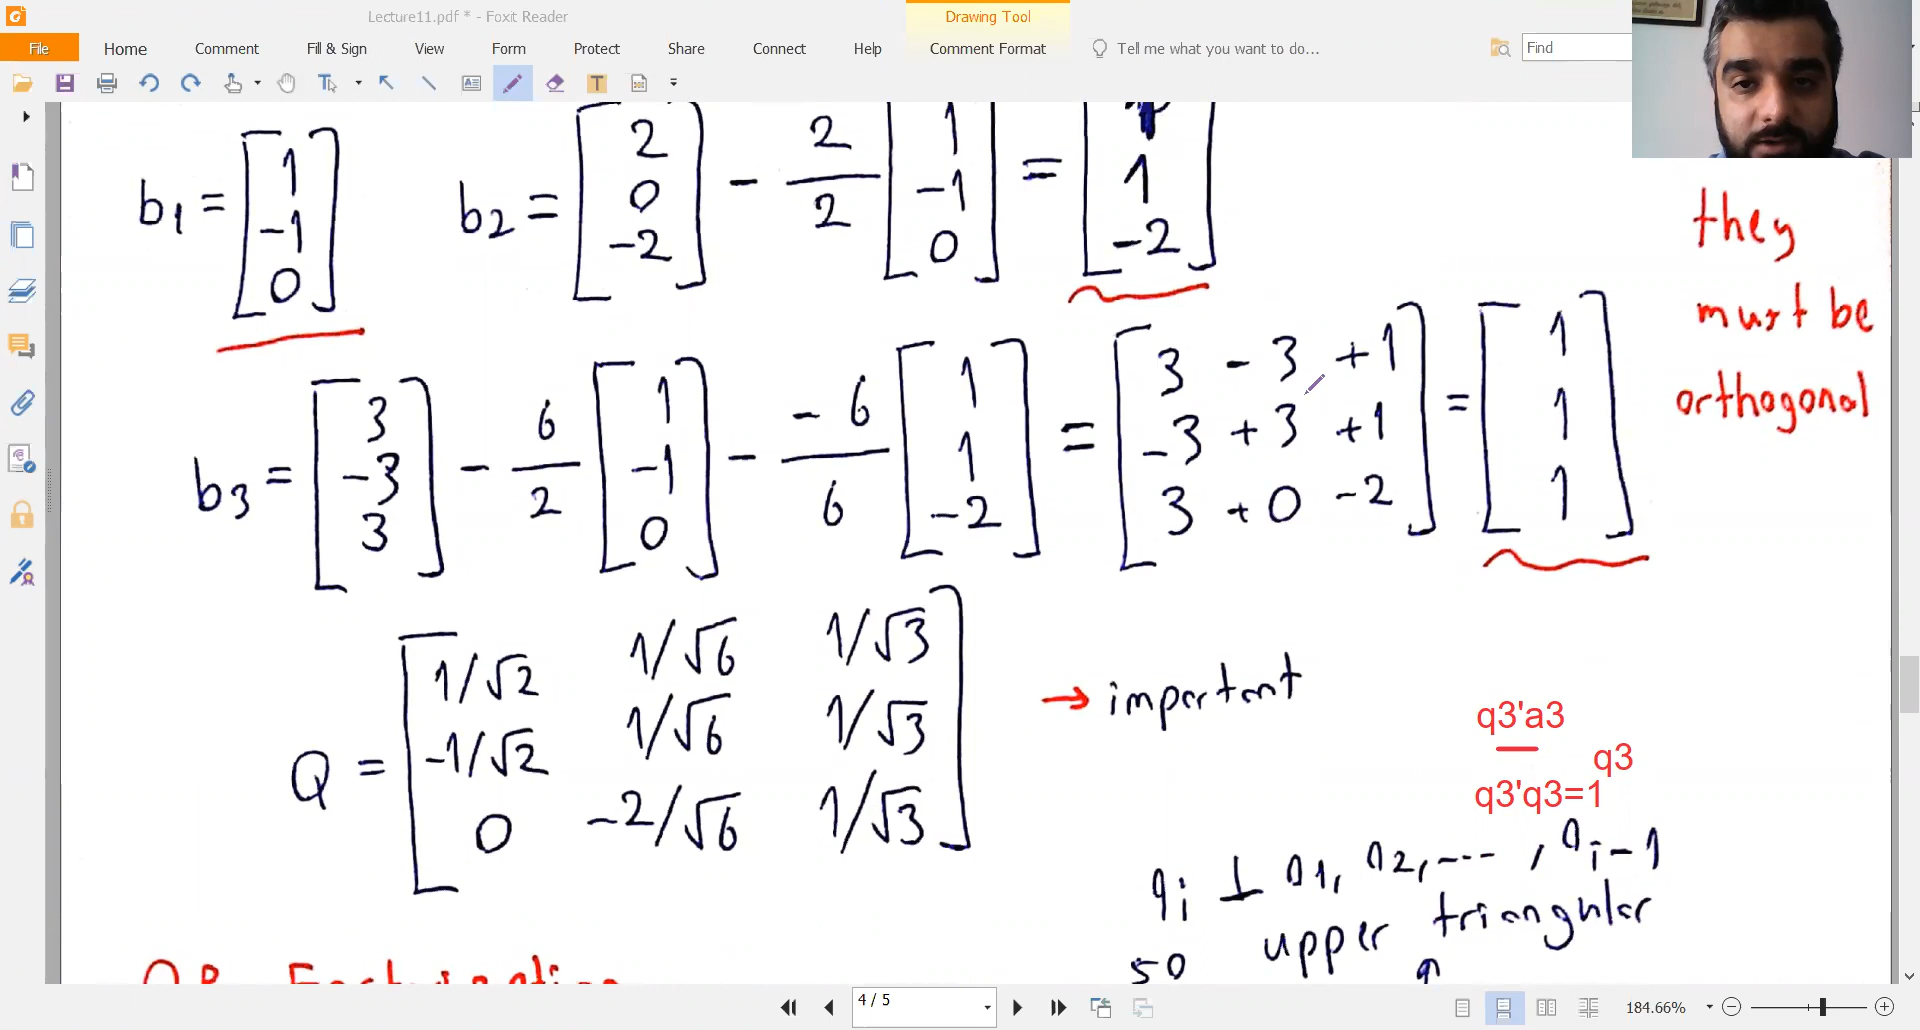 Lecture11.pdf * - Foxit Reader
Drawing Tool
File Home Comment Fill & Sign View Form Protect Share Connect Help Comment Format Tell me what you want to do... Find
b1 = [1 -1 0]
b2 = [2 0 -2] - 2/2 [1 -1 0] = [1 1 -2]
they
must be
orthogonal
b3 = [3 -3 3] - 6/2 [1 -1 0] - -6/6 [1 1 -2] = [3 - 3 + 1, -3 + 3 + 1, 3 + 0 - 2] = [1 1 1]
Q = [1/√2 1/√6 1/√3
-1/√2 1/√6 1/√3
0 -2/√6 1/√3]
→ important
q3'a3
q3
q3'q3=1
qi ⊥ a1, a2, ---- , ai-1
so upper triangular
QR Factorization
4 / 5
184.66%